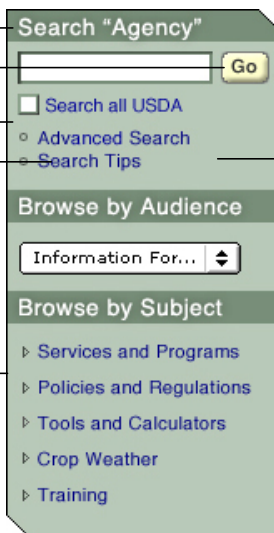 Search “Agency”
Go
Search all USDA
Advanced Search
Search Tips
Browse by Audience
Information For...
Browse by Subject
Services and Programs
Policies and Regulations
Tools and Calculators
Crop Weather
Training